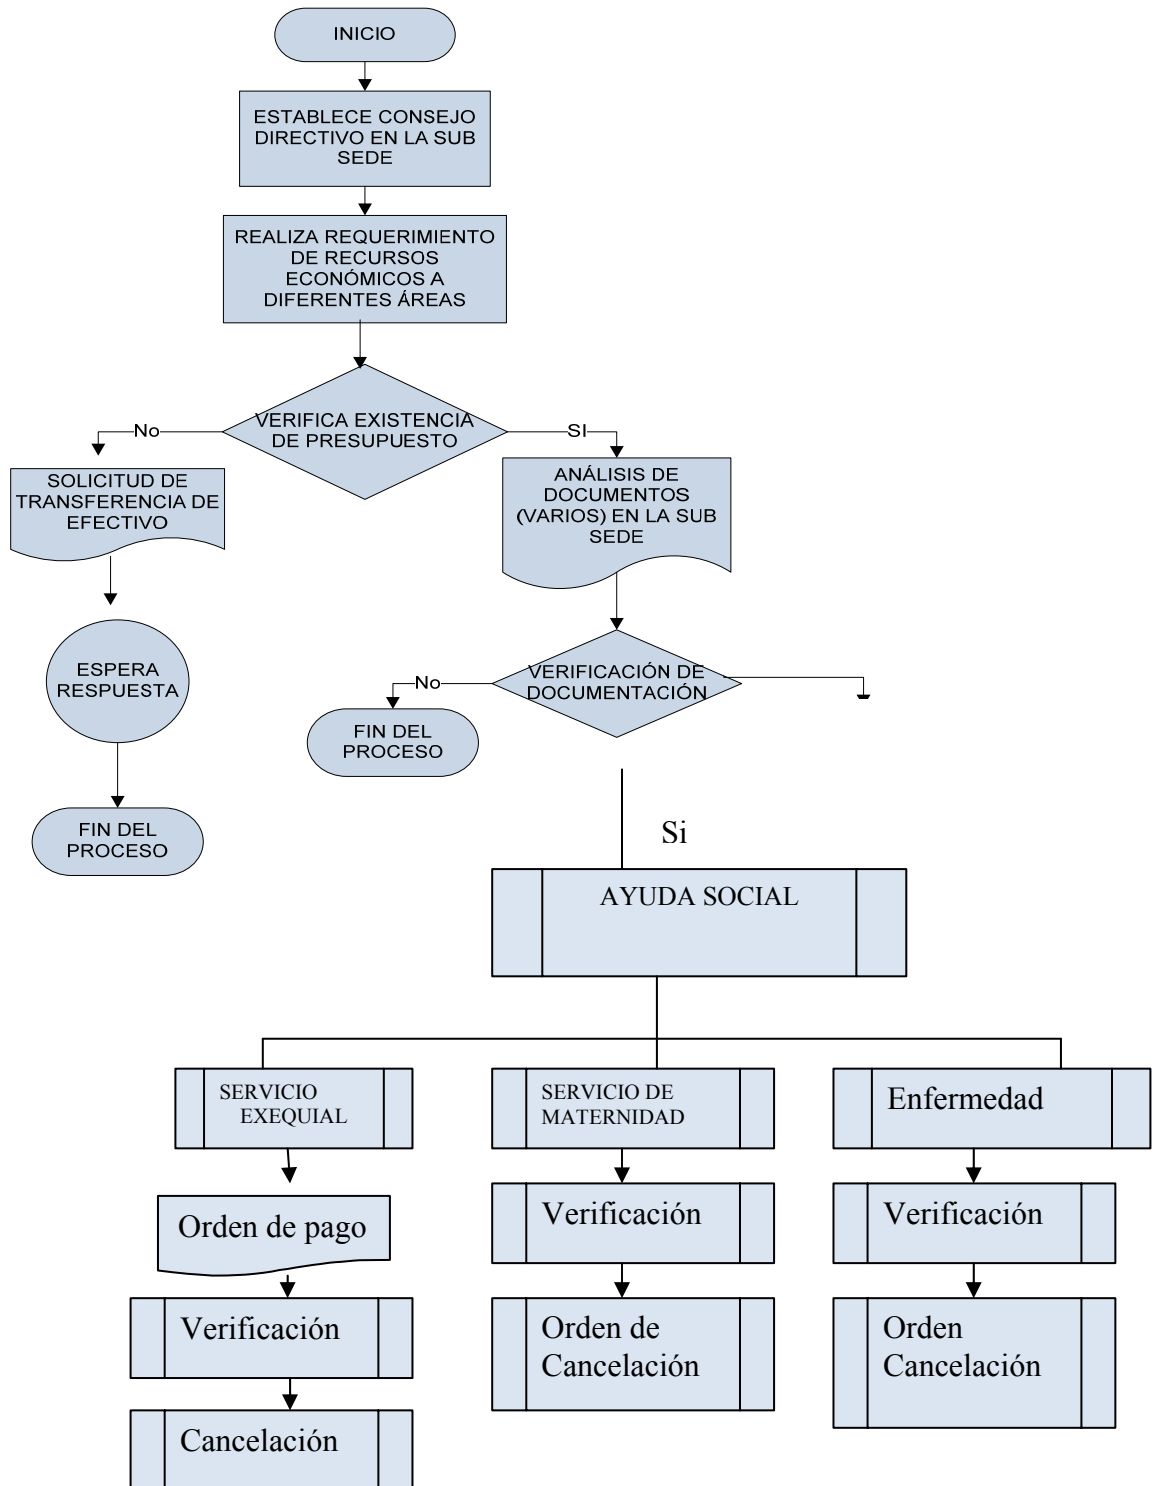 INICIO
ESTABLECE CONSEJO
DIRECTIVO EN LA SUB
SEDE
REALIZA REQUERIMIENTO
DE RECURSOS
ECONÓMICOS A
DIFERENTES ÁREAS
VERIFICA EXISTENCIA
DE PRESUPUESTO
No
SI
SOLICITUD DE
TRANSFERENCIA DE
EFECTIVO
ANÁLISIS DE
DOCUMENTOS
(VARIOS) EN LA SUB
SEDE
ESPERA
RESPUESTA
VERIFICACIÓN DE
DOCUMENTACIÓN
No
FIN DEL
PROCESO
FIN DEL
PROCESO
Si
AYUDA SOCIAL
SERVICIO
EXEQUIAL
SERVICIO DE
MATERNIDAD
Enfermedad
Orden de pago
Verificación
Verificación
Verificación
Orden de
Cancelación
Orden
Cancelación
Cancelación